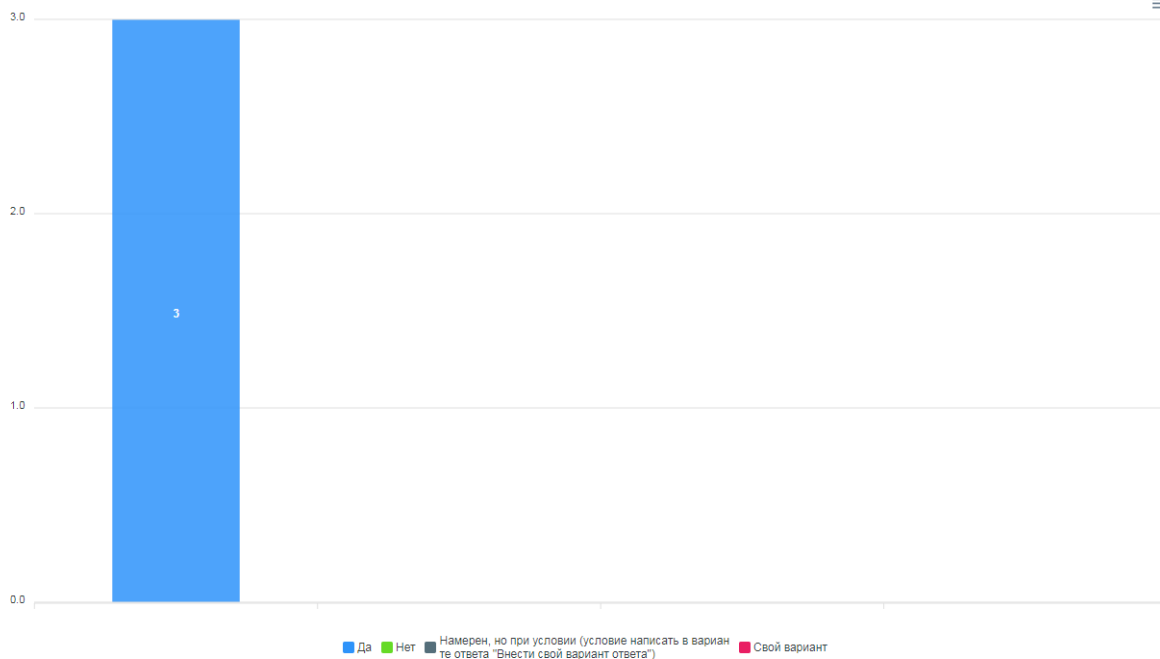 3.0
2.0
3
1.0
0.0
Да
Нет
Намерен, но при условии (условие написать в вариан
те ответа "Внести свой вариант ответа")
Свой вариант